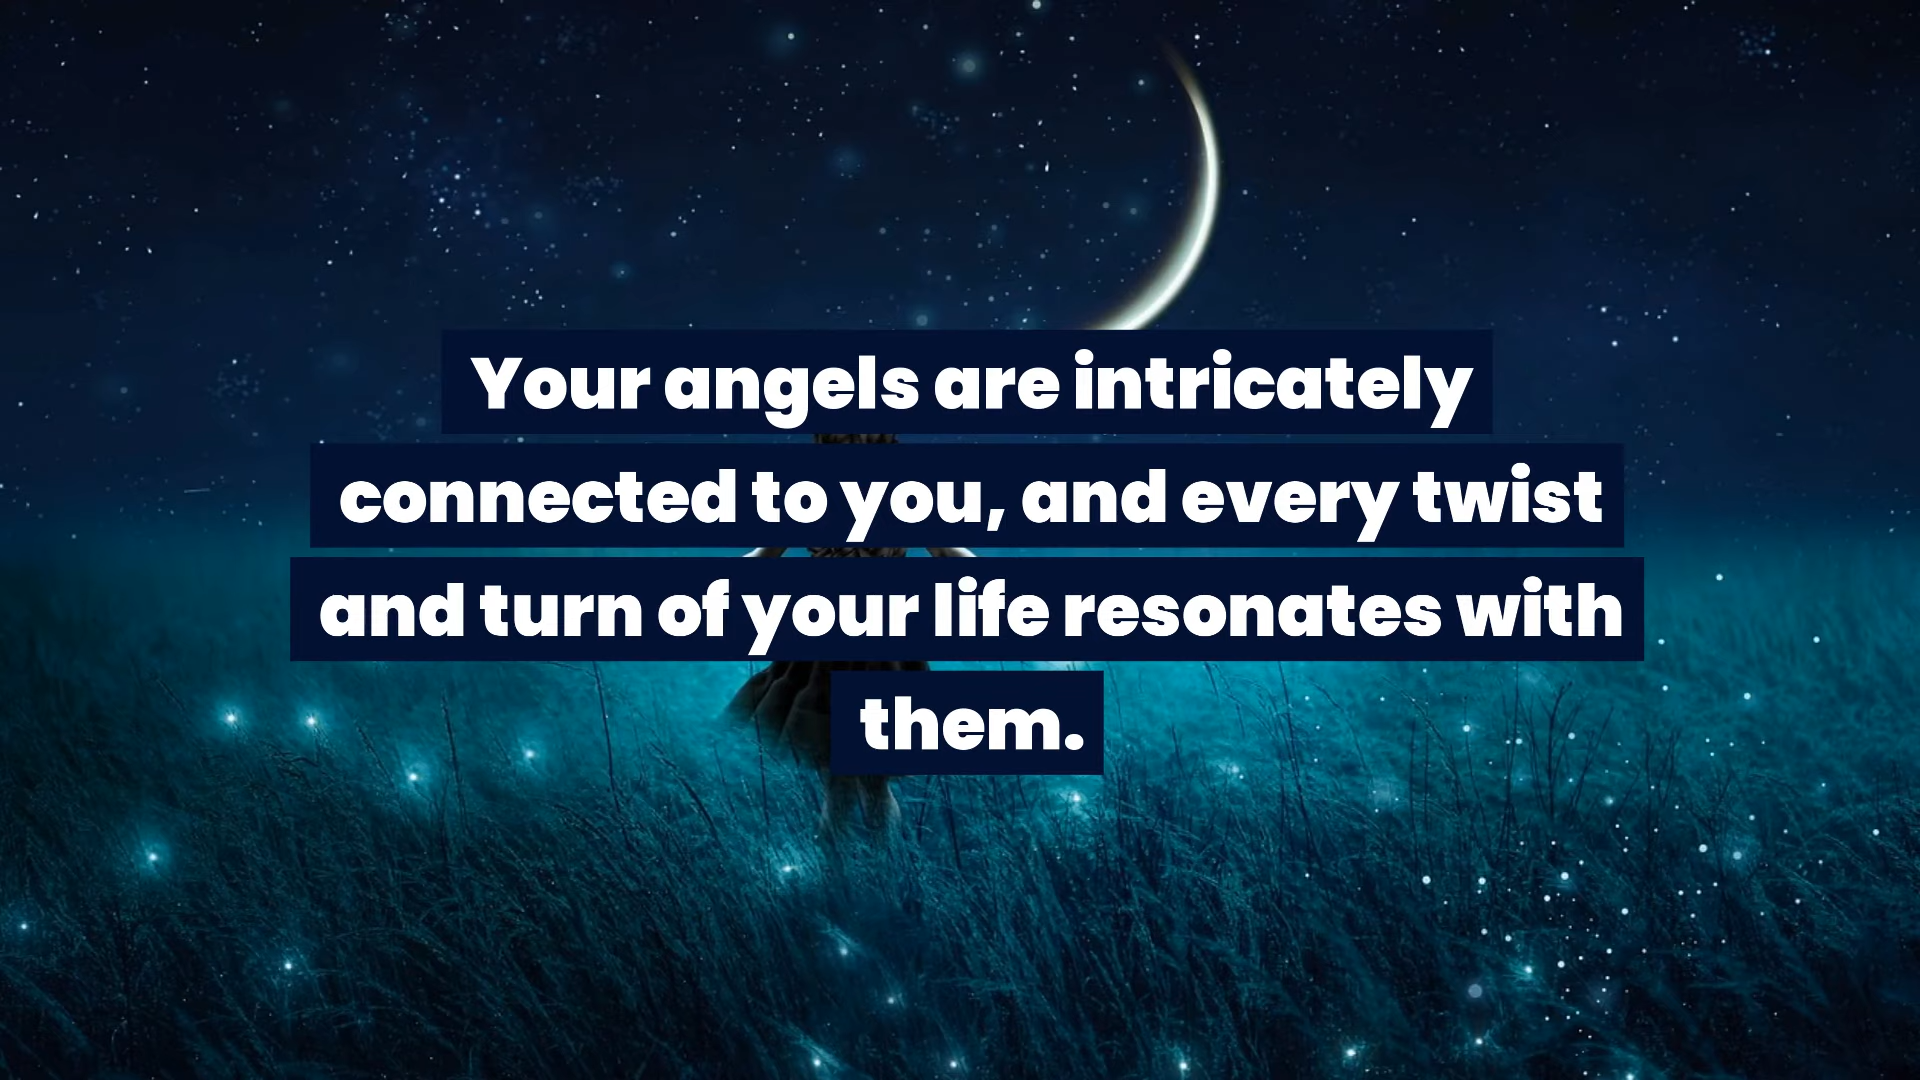 Your angels are intricately
connected to you, and every twist
and turn of your life resonates with
them.